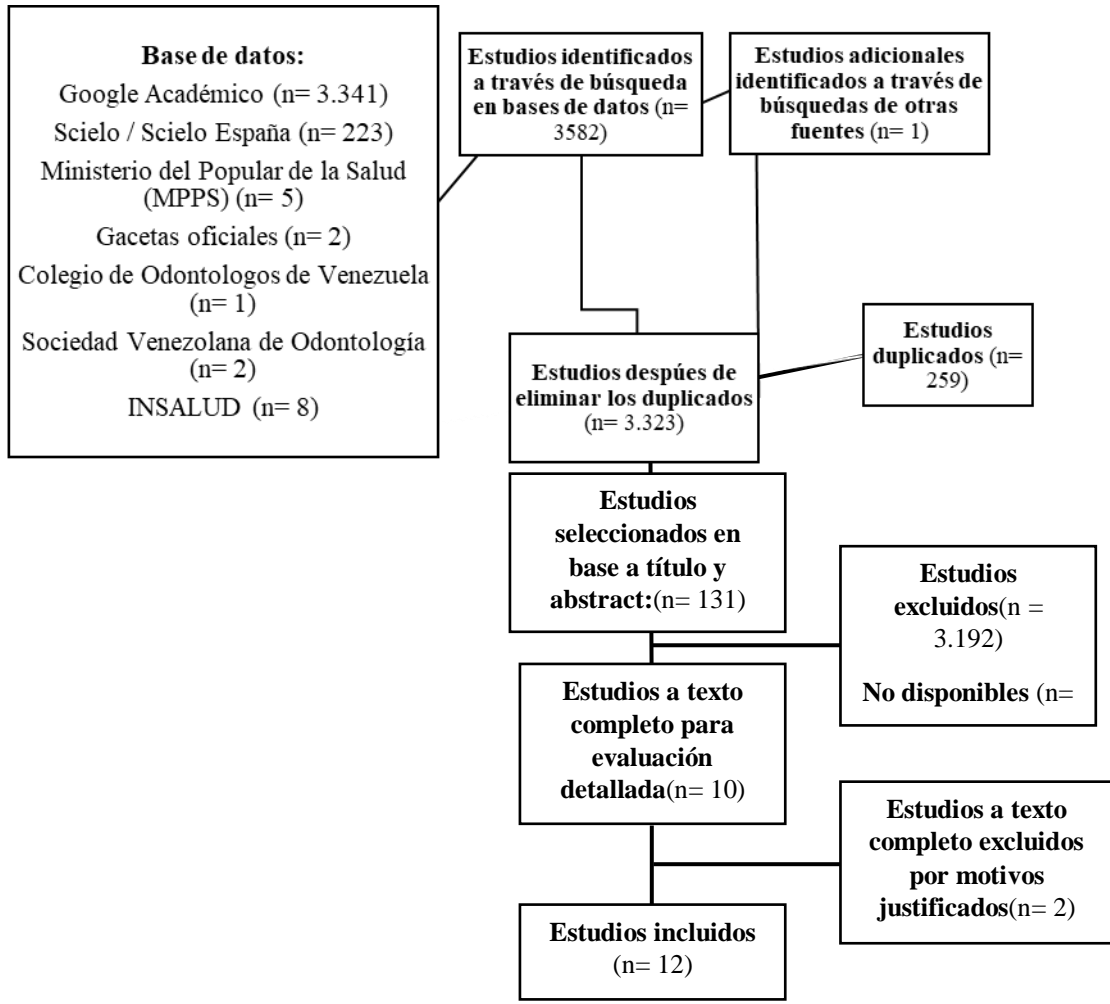 Base de datos:
Google Académico (n= 3.341)
Scielo / Scielo España (n= 223)
Ministerio del Popular de la Salud
(MPPS) (n= 5)
Gacetas oficiales (n= 2)
Colegio de Odontologos de Venezuela
(n= 1)
Sociedad Venezolana de Odontología
(n= 2)
INSALUD (n= 8)
Estudios identificados
a través de búsqueda
en bases de datos (n=
3582)
Estudios adicionales
identificados a través de
búsquedas de otras
fuentes (n= 1)
Estudios despúes de
eliminar los duplicados
(n= 3.323)
Estudios
duplicados (n=
259)
Estudios
seleccionados en
base a título y
abstract:(n= 131)
Estudios
excluidos(n =
3.192)
No disponibles (n=
Estudios a texto
completo para
evaluación
detallada(n= 10)
Estudios a texto
completo excluidos
por motivos
justificados(n= 2)
Estudios incluidos
(n= 12)